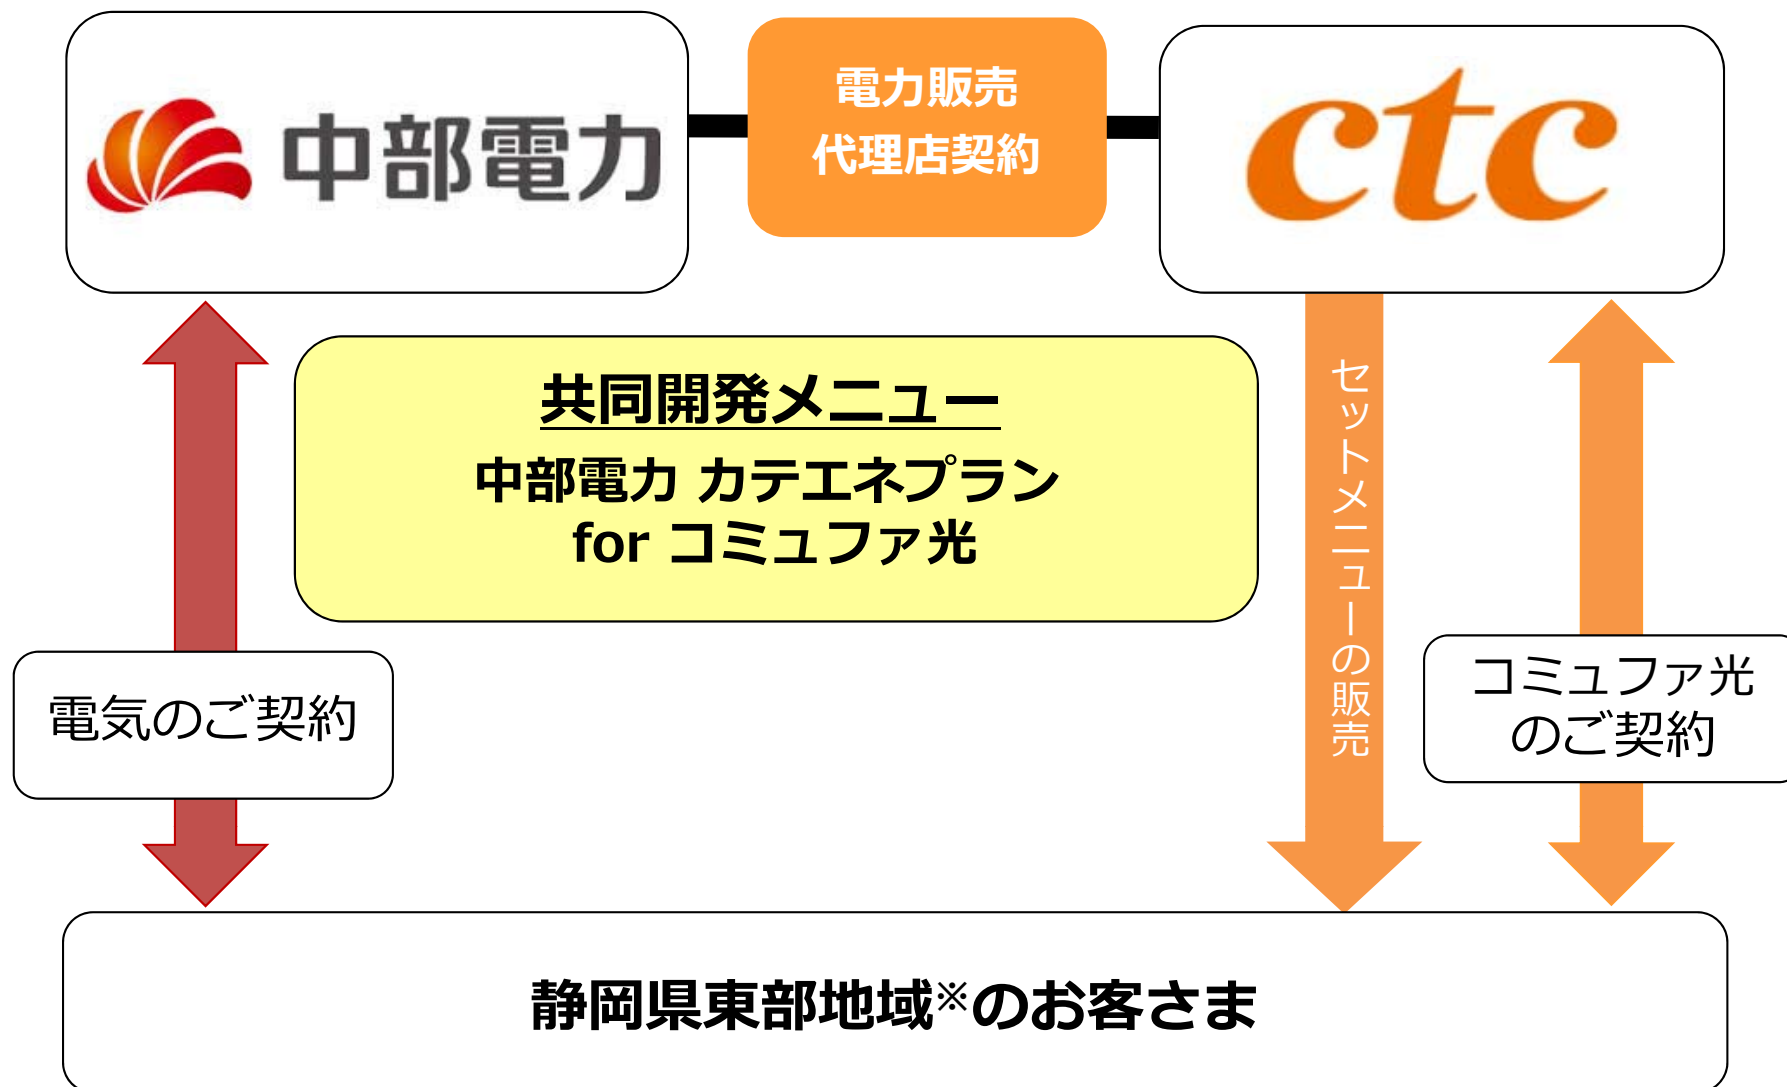 中部電力
電力販売
代理店契約
ctc
共同開発メニュー
中部電力 カテエネプラン
for コミュファ光
セットメニューの販売
電気のご契約
コミュファ光
のご契約
静岡県東部地域※のお客さま